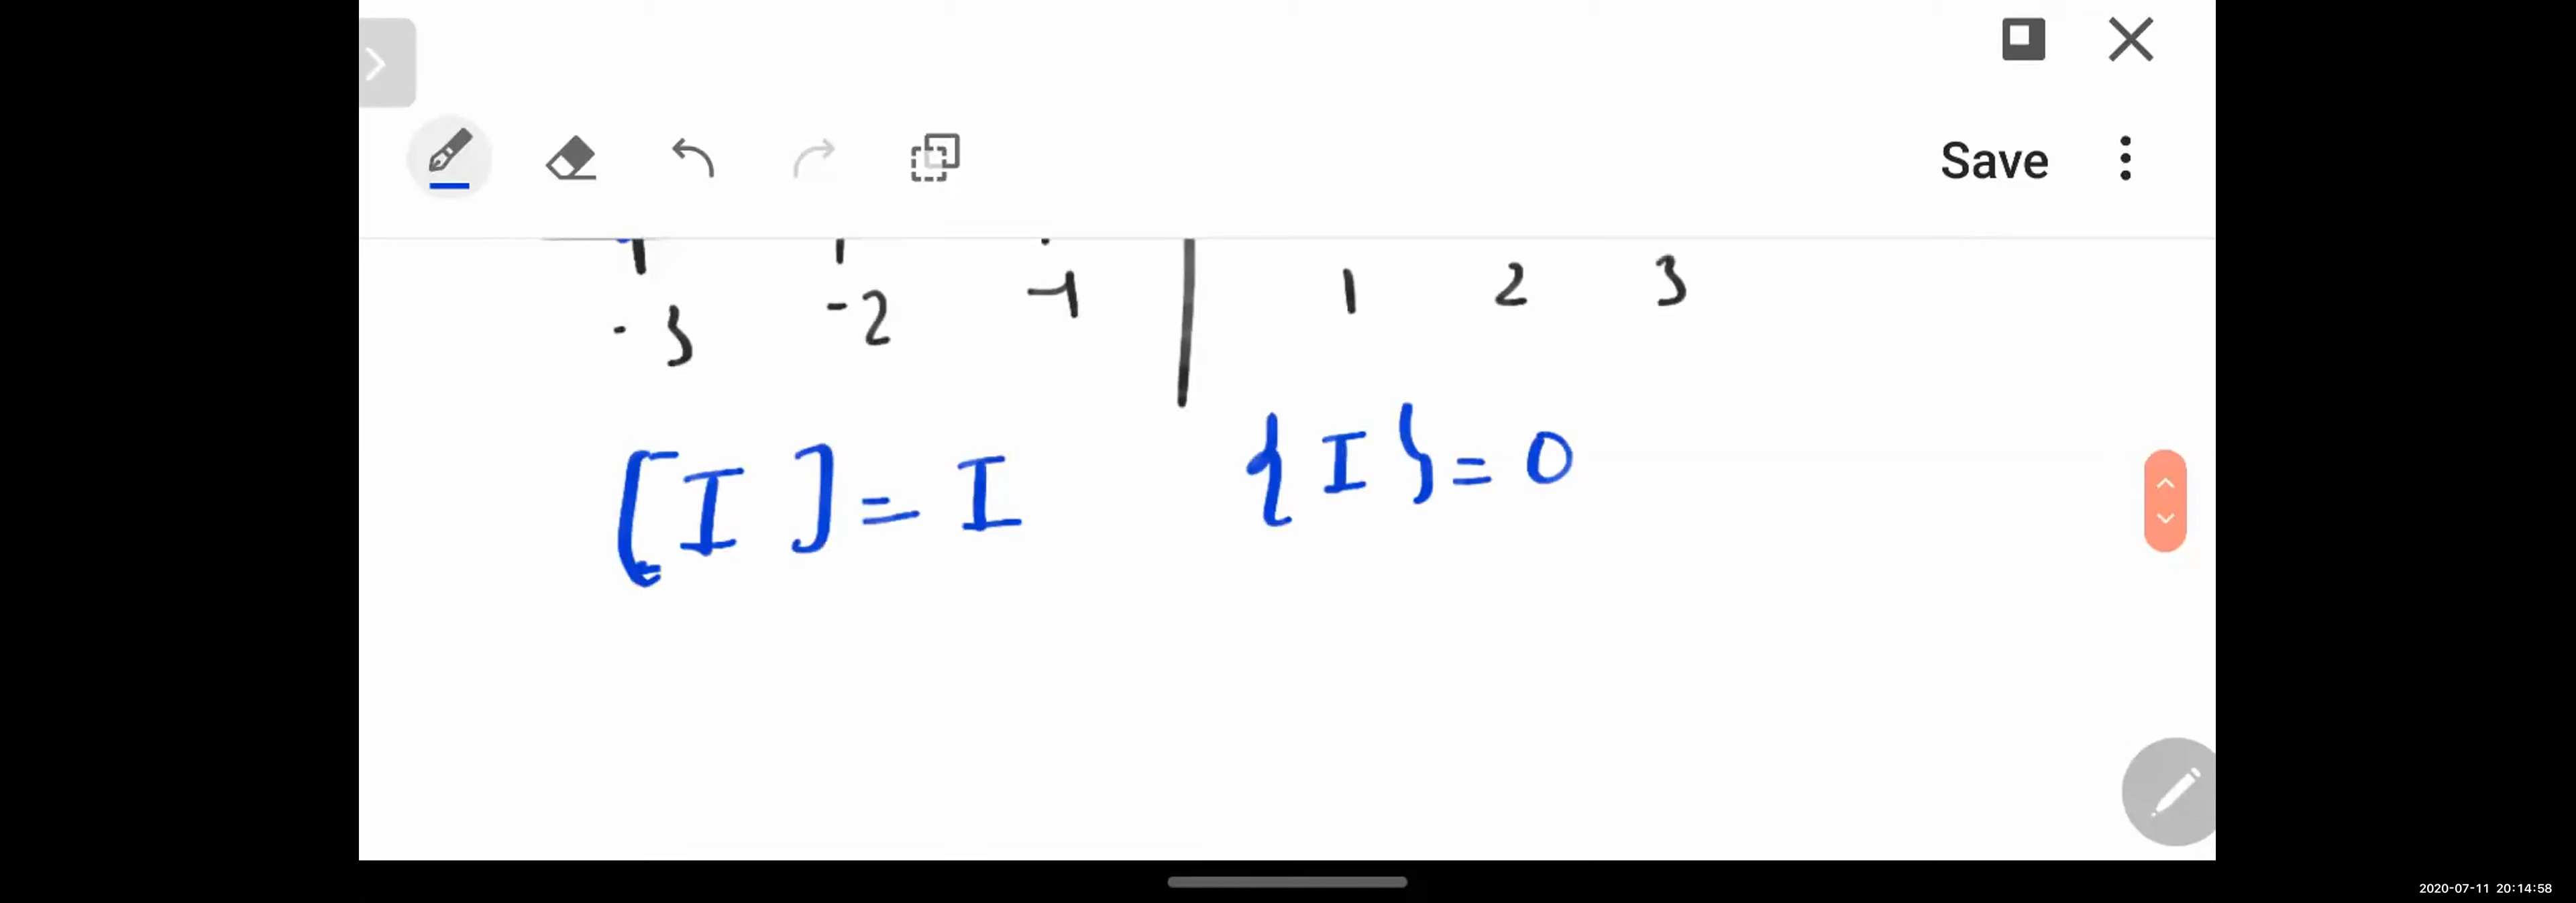 Save
-3 -2 -1 1 2 3
[I] = I {I} = 0
2020-07-11 20:14:58